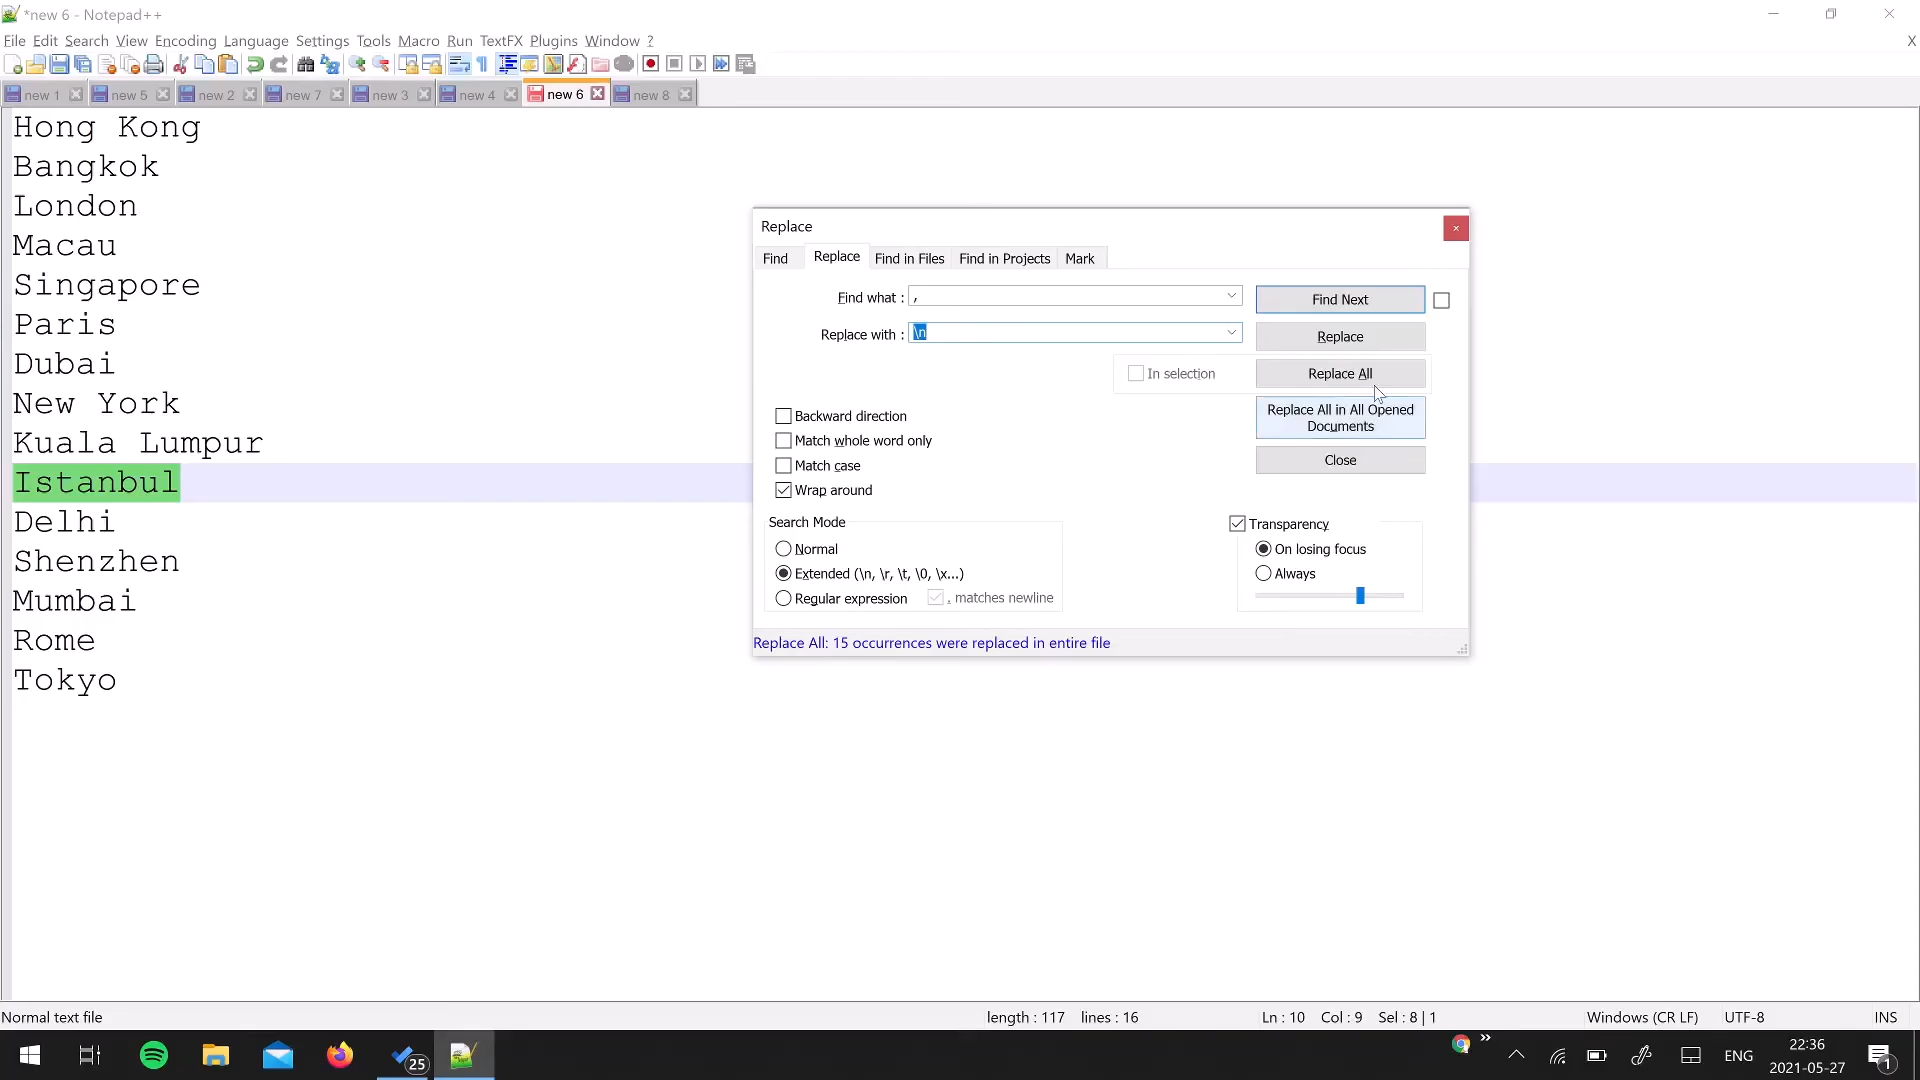 *new 6 - Notepad++
File Edit Search View Encoding Language Settings Tools Macro Run TextFX Plugins Window ? X
new 1 new 5 new 2 new 7 new 3 new 4 new 6 new 8
Hong Kong
Bangkok
London
Macau
Singapore
Paris
Dubai
New York
Kuala Lumpur
Istanbul
Delhi
Shenzhen
Mumbai
Rome
Tokyo
Replace
Find Replace Find in Files Find in Projects Mark
Find what : , Find Next
Replace with : \n Replace
In selection Replace All
Replace All in All Opened
Documents
Close
Backward direction
Match whole word only
Match case
Wrap around
Search Mode
Normal
Extended (\n, \r, \t, \0, \x...)
Regular expression . matches newline
Transparency
On losing focus
Always
Replace All: 15 occurrences were replaced in entire file
Normal text file length : 117 lines : 16 Ln : 10 Col : 9 Sel : 8 | 1 Windows (CR LF) UTF-8 INS
25 ENG 22:36
2021-05-27 1